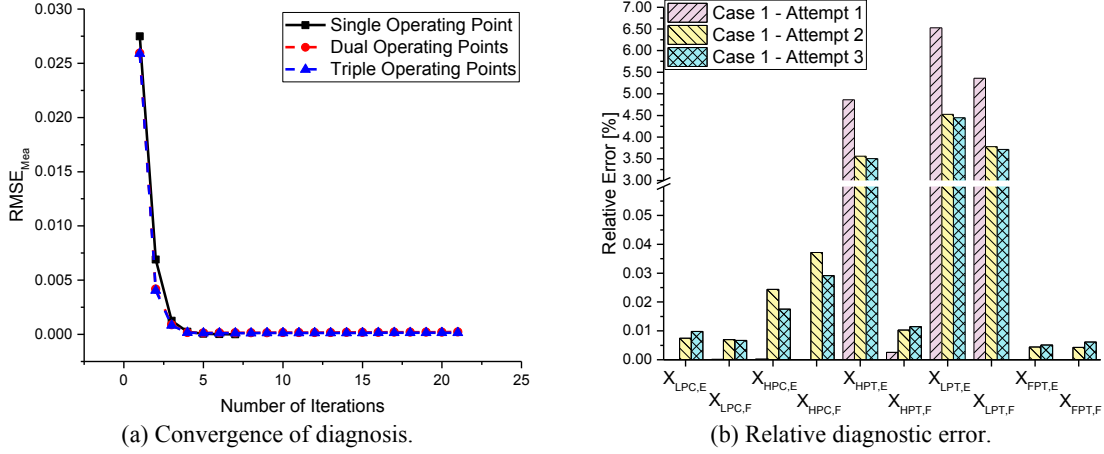 0.030
0.025
0.020
0.015
0.010
0.005
0.000
RMSE_Mea
Single Operating Point
Dual Operating Points
Triple Operating Points
0 5 10 15 20 25
Number of Iterations
(a) Convergence of diagnosis.
7.00
6.50
6.00
5.50
5.00
4.50
4.00
3.50
3.00
0.05
0.04
0.03
0.02
0.01
0.00
Relative Error [%]
Case 1 - Attempt 1
Case 1 - Attempt 2
Case 1 - Attempt 3
X_LPC,E X_HPC,E X_HPT,E X_LPT,E X_FPT,E
X_LPC,F X_HPC,F X_HPT,F X_LPT,F X_FPT,F
(b) Relative diagnostic error.